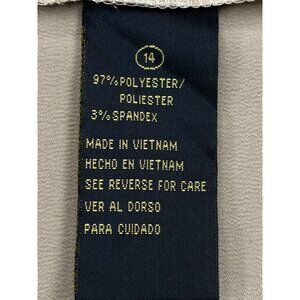 14
97% POLYESTER/
POLIESTER
3% SPANDEX
MADE IN VIETNAM
HECHO EN VIETNAM
SEE REVERSE FOR CARE
VER AL DORSO
PARA CUIDADO